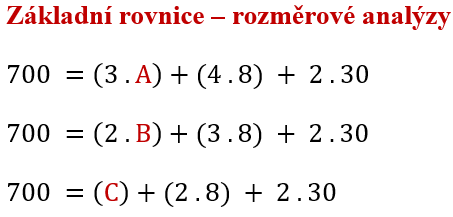 Základní rovnice – rozměrové analýzy
700 = (3 . A) + (4 . 8) + 2 . 30
700 = (2 . B) + (3 . 8) + 2 . 30
700 = (C) + (2 . 8) + 2 . 30